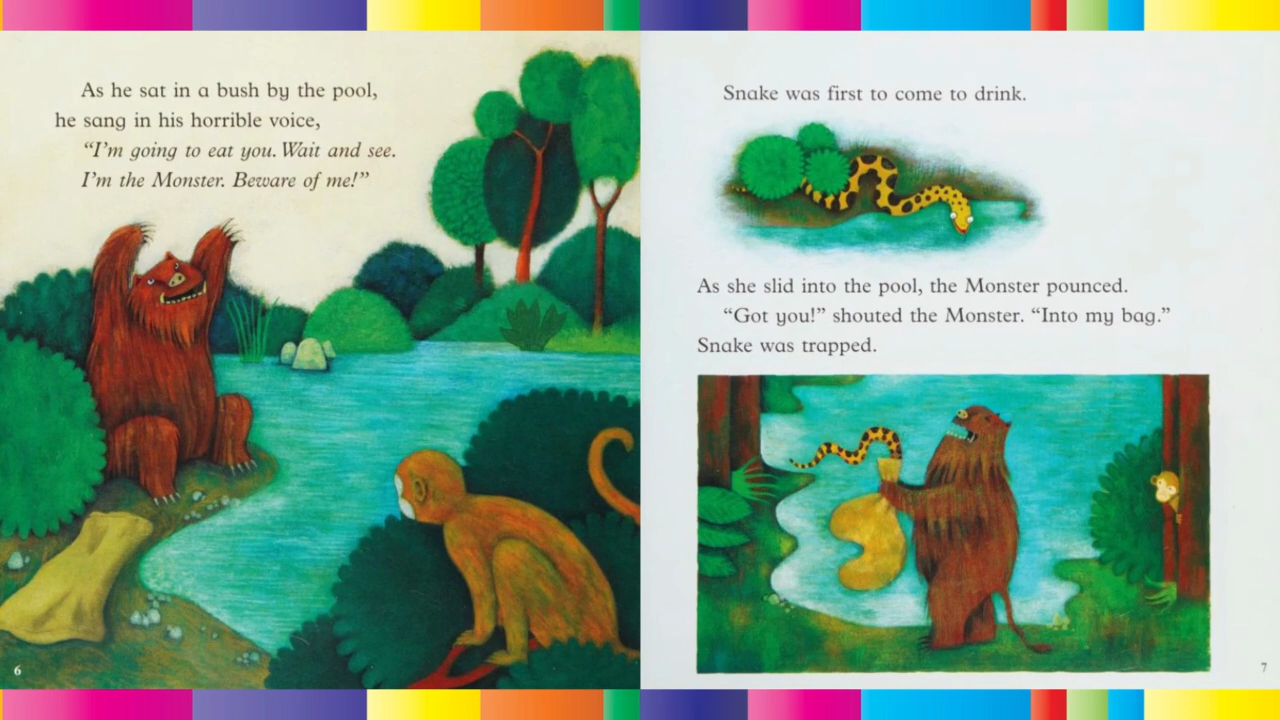 As he sat in a bush by the pool,
he sang in his horrible voice,
“I’m going to eat you. Wait and see.
I’m the Monster. Beware of me!”
6
Snake was first to come to drink.
As she slid into the pool, the Monster pounced.
“Got you!” shouted the Monster. “Into my bag.”
Snake was trapped.
7